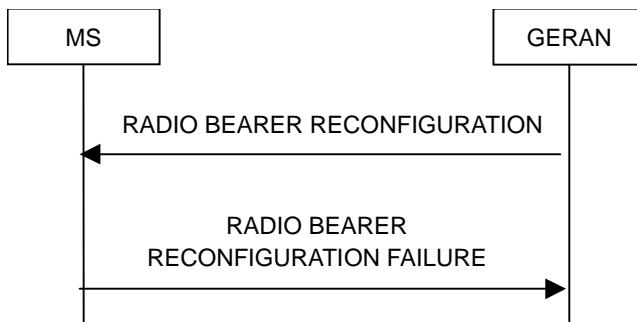 MS
GERAN
RADIO BEARER RECONFIGURATION
RADIO BEARER
RECONFIGURATION FAILURE